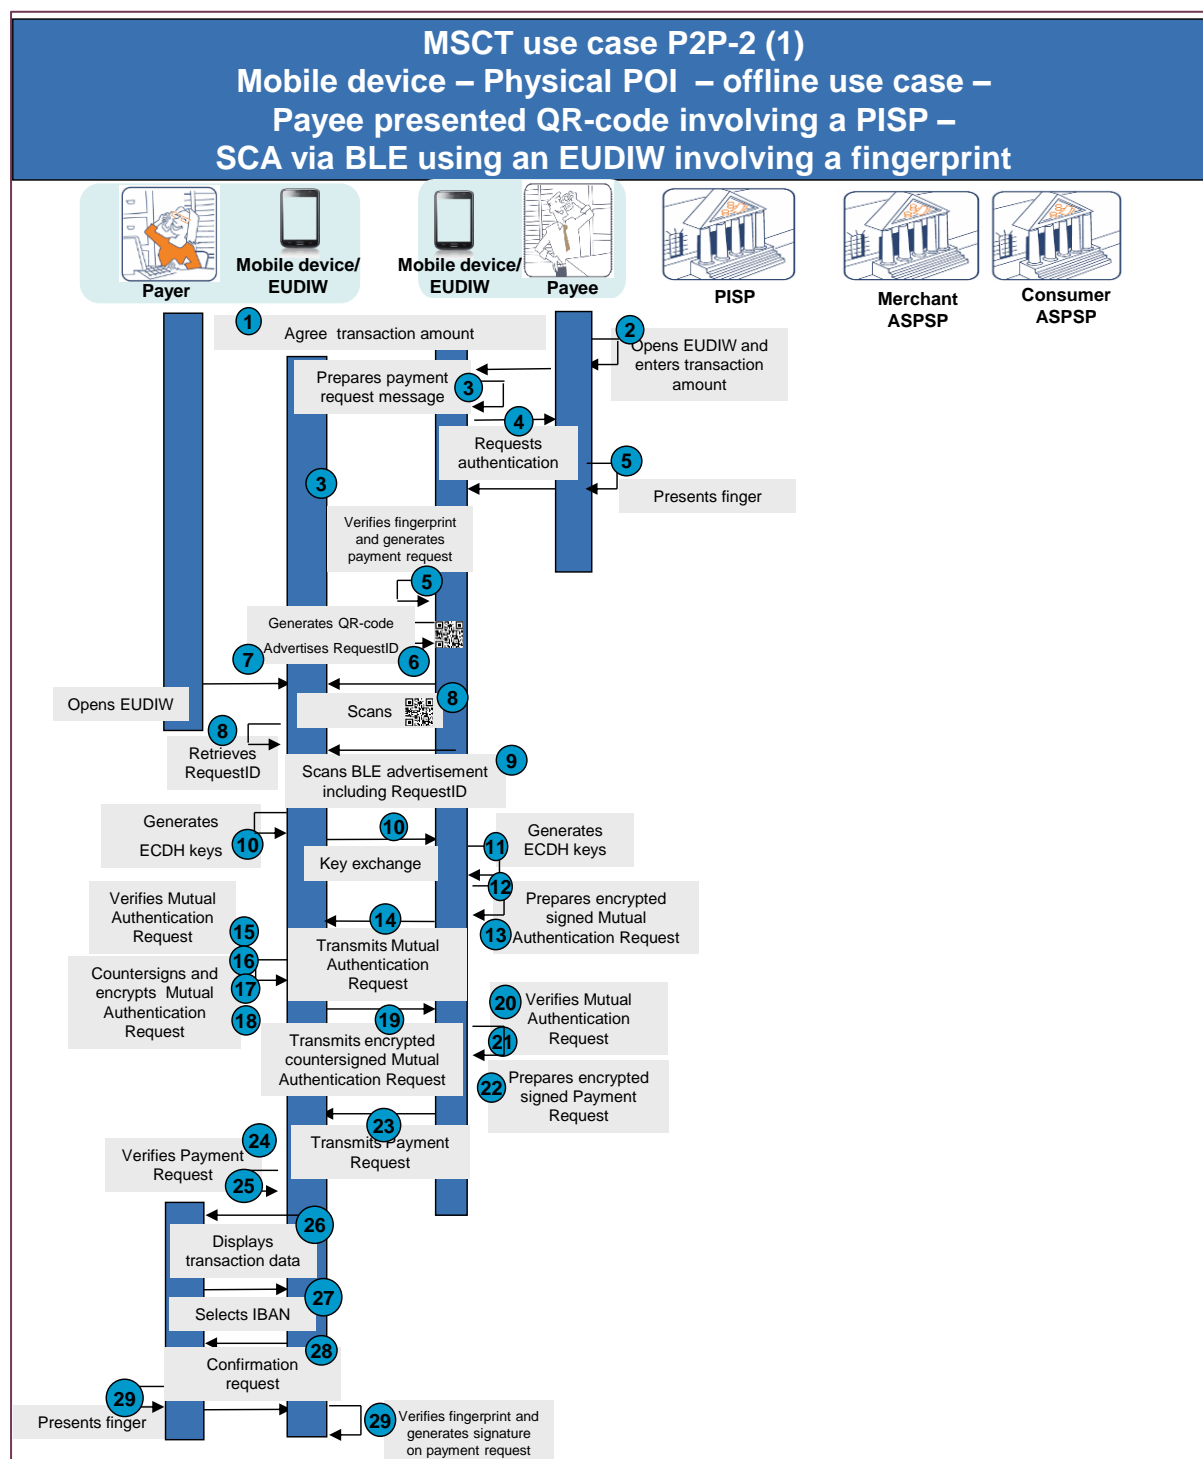 MSCT use case P2P-2 (1)
Mobile device – Physical POI – offline use case –
Payee presented QR-code involving a PISP –
SCA via BLE using an EUDIW involving a fingerprint
Payer
Mobile device/
EUDIW
Mobile device/
EUDIW
Payee
PISP
Merchant
ASPSP
Consumer
ASPSP
1
Agree transaction amount
2
Opens EUDIW and
enters transaction
amount
Prepares payment
request message
3
4
Requests
authentication
5
Presents finger
3
Verifies fingerprint
and generates
payment request
5
Generates QR-code
Advertises RequestID
6
7
Opens EUDIW
Scans
8
8
Retrieves
RequestID
9
Scans BLE advertisement
including RequestID
Generates
ECDH keys
10
10
Key exchange
11
Generates
ECDH keys
12
Prepares encrypted
signed Mutual
Authentication Request
13
14
Transmits Mutual
Authentication
Request
Verifies Mutual
Authentication
Request
15
16
Countersigns and
encrypts Mutual
Authentication
Request
17
18
19
Transmits encrypted
countersigned Mutual
Authentication Request
20
Verifies Mutual
Authentication
Request
21
22
Prepares encrypted
signed Payment
Request
23
Transmits Payment
Request
24
Verifies Payment
Request
25
26
Displays
transaction data
27
Selects IBAN
28
Confirmation
request
29
Presents finger
29
Verifies fingerprint and
generates signature
on payment request